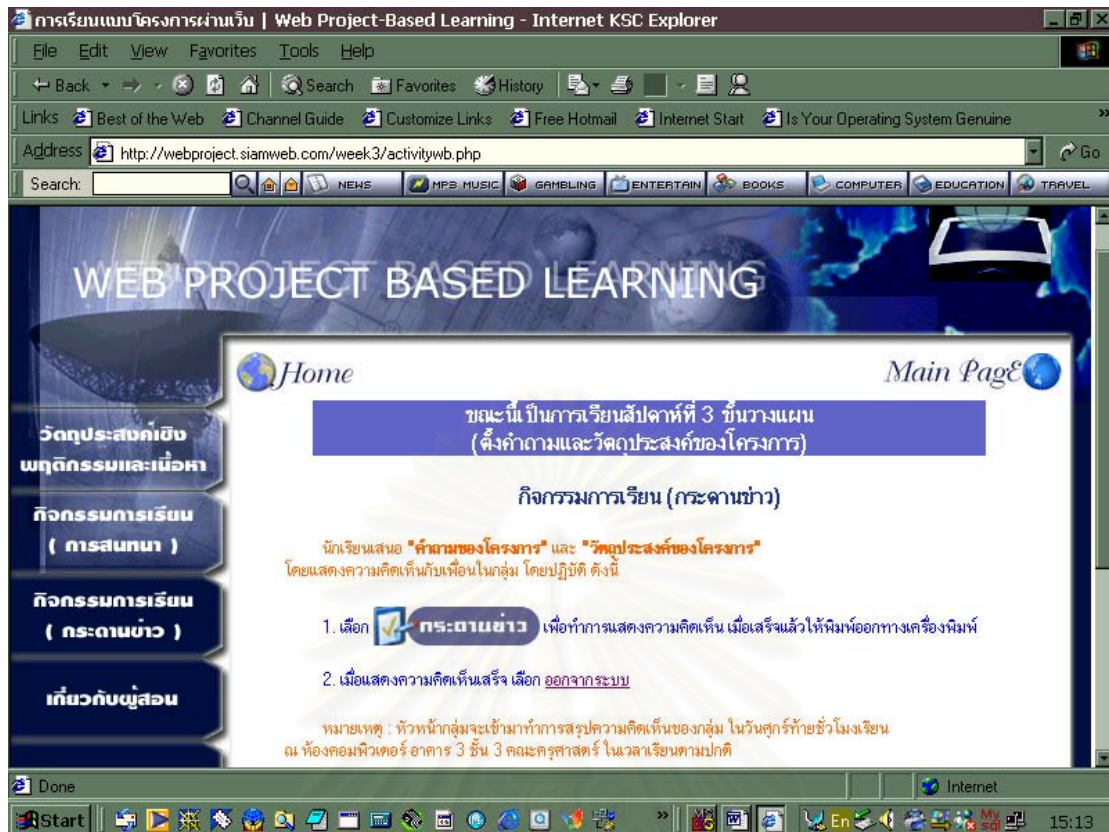 การเรียนแบบโครงการผ่านเว็บ | Web Project-Based Learning - Internet KSC Explorer
File Edit View Favorites Tools Help
Back Search Favorites History
Links Best of the Web Channel Guide Customize Links Free Hotmail Internet Start Is Your Operating System Genuine »
Address http://webproject.siamweb.com/week3/activitywb.php Go
Search: NEWS MP3 MUSIC GAMBLING ENTERTAIN BOOKS COMPUTER EDUCATION TRAVEL
WEB PROJECT BASED LEARNING
Home Main Page
ขณะนี้เป็นการเรียนสัปดาห์ที่ 3 ขั้นวางแผน
(ตั้งคำถามและวัตถุประสงค์ของโครงการ)
วัตถุประสงค์เชิง
พฤติกรรมและเนื้อหา
กิจกรรมการเรียน
( การสนทนา )
กิจกรรมการเรียน
( กระดานข่าว )
เกี่ยวกับผู้สอน
กิจกรรมการเรียน (กระดานข่าว)
นักเรียนเสนอ "คำถามของโครงการ" และ "วัตถุประสงค์ของโครงการ"
โดยแสดงความคิดเห็นกับเพื่อนในกลุ่ม โดยปฏิบัติ ดังนี้
1. เลือก กระดานข่าว เพื่อทำการแสดงความคิดเห็น เมื่อเสร็จแล้วให้พิมพ์ออกทางเครื่องพิมพ์
2. เมื่อแสดงความคิดเห็นเสร็จ เลือก ออกจากระบบ
หมายเหตุ : หัวหน้ากลุ่มจะเข้ามาทำการสรุปความคิดเห็นของกลุ่ม ในวันศุกร์ท้ายชั่วโมงเรียน
ณ ห้องคอมพิวเตอร์ อาคาร 3 ชั้น 3 คณะครุศาสตร์ ในเวลาเรียนตามปกติ
Done Internet
Start » En 15:13